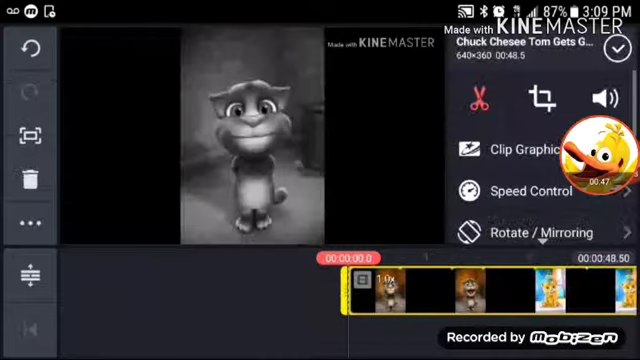 87% 3:09 PM
Made with KINEMASTER
Made with KINEMASTER
Chuck Chesee Tom Gets G...
640×360 00:48.5
Clip Graphic
00:47
Speed Control
Rotate / Mirroring
00:00:00.0
00:00:48.50
1.0x
Recorded by mobizen